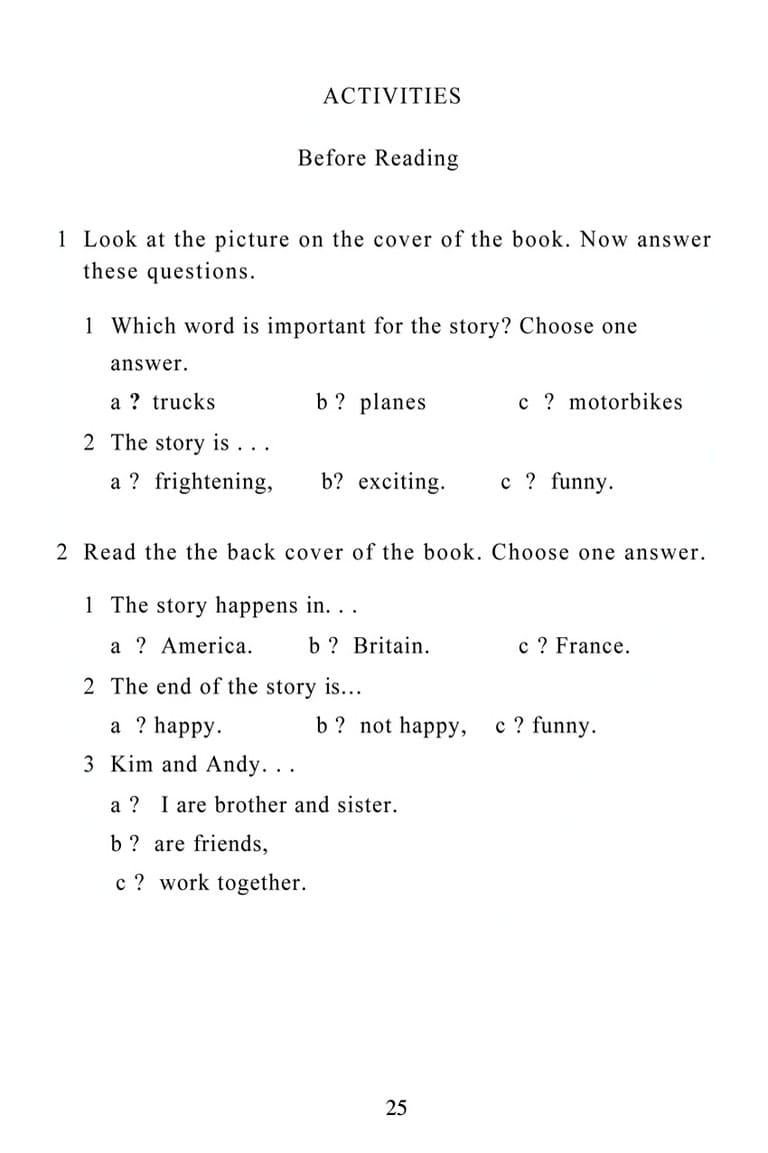 ACTIVITIES
Before Reading
1 Look at the picture on the cover of the book. Now answer
these questions.
1 Which word is important for the story? Choose one
answer.
a ? trucks b ? planes c ? motorbikes
2 The story is . . .
a ? frightening, b? exciting. c ? funny.
2 Read the the back cover of the book. Choose one answer.
1 The story happens in. . .
a ? America. b ? Britain. c ? France.
2 The end of the story is...
a ? happy. b ? not happy, c ? funny.
3 Kim and Andy. . .
a ? I are brother and sister.
b ? are friends,
c ? work together.
25